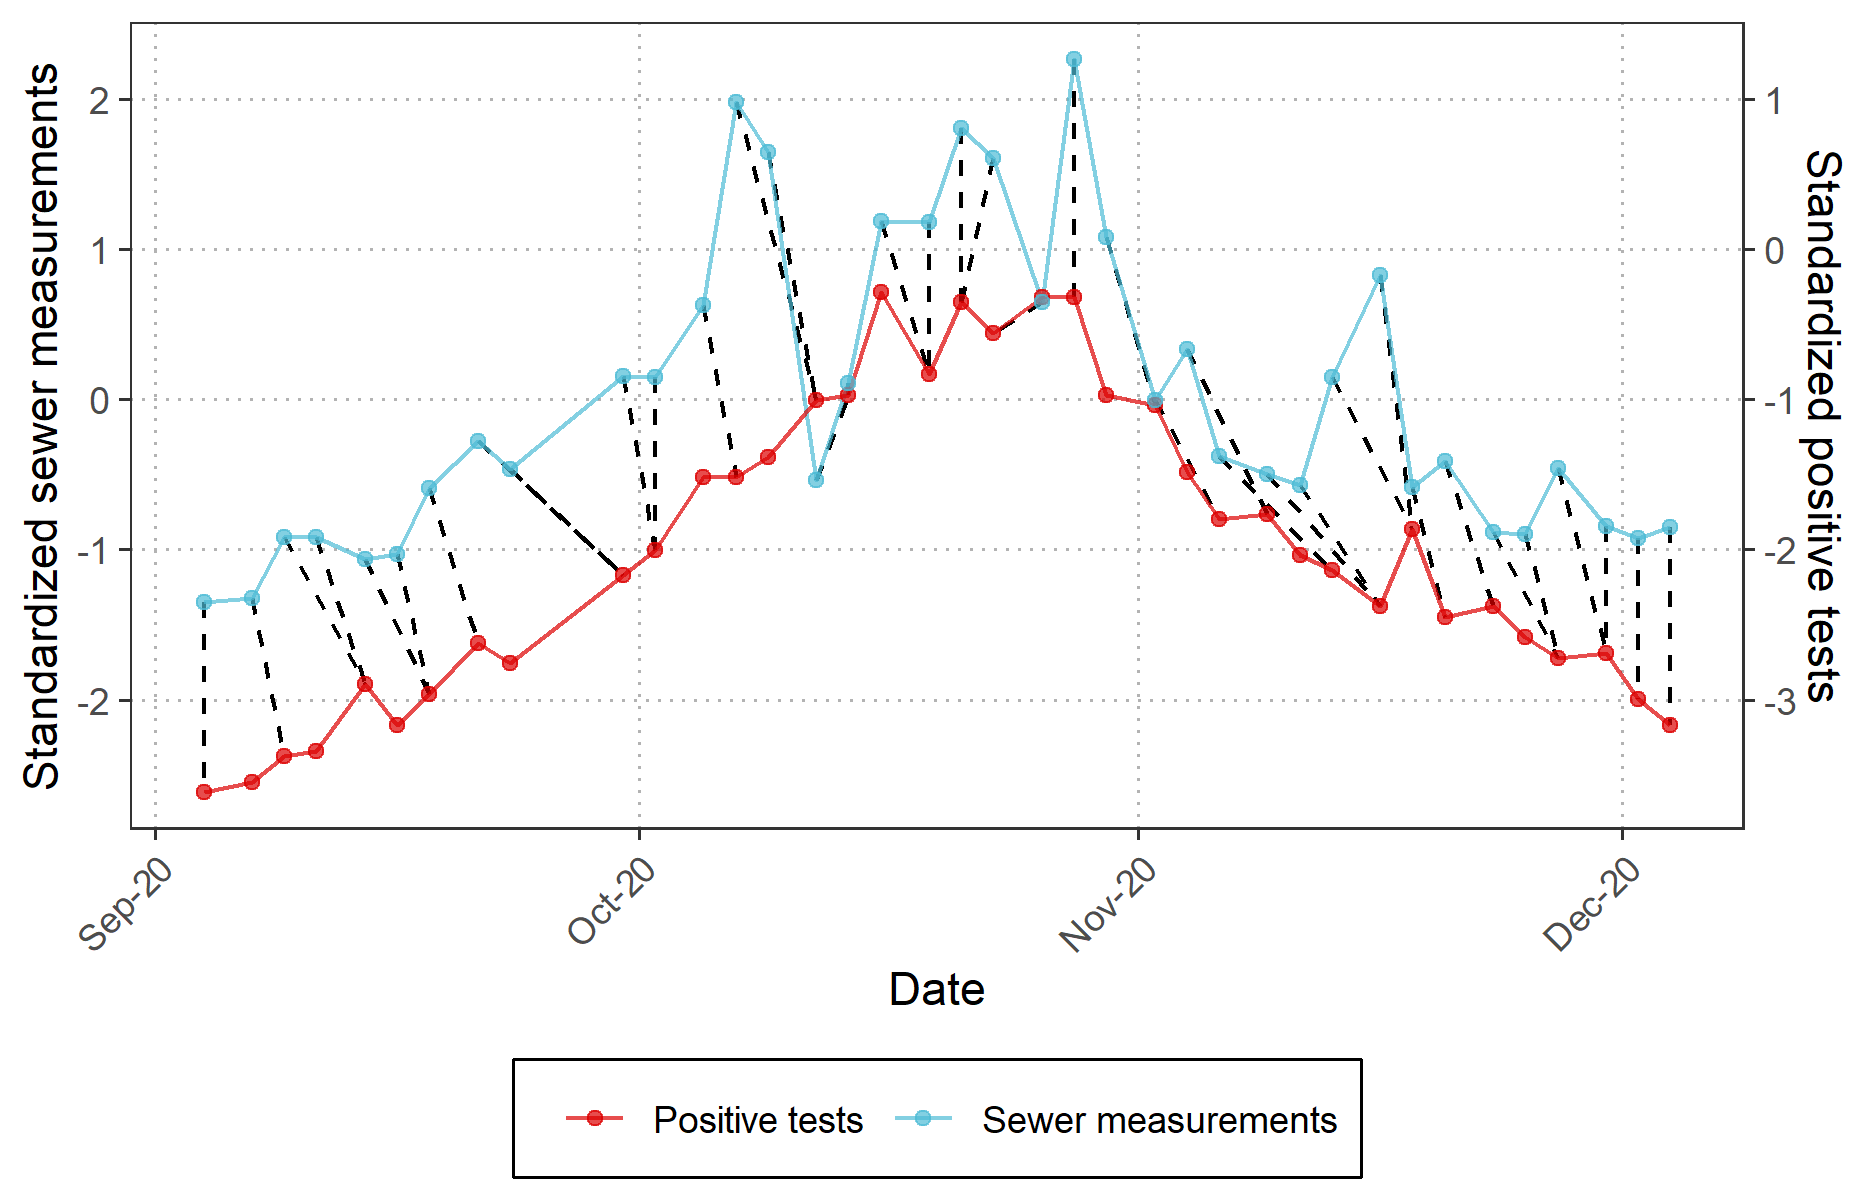 Standardized sewer measurements
2
1
0
-1
-2
1
0
-1
-2
-3
Standardized positive tests
Sep-20
Oct-20
Nov-20
Dec-20
Date
Positive tests
Sewer measurements